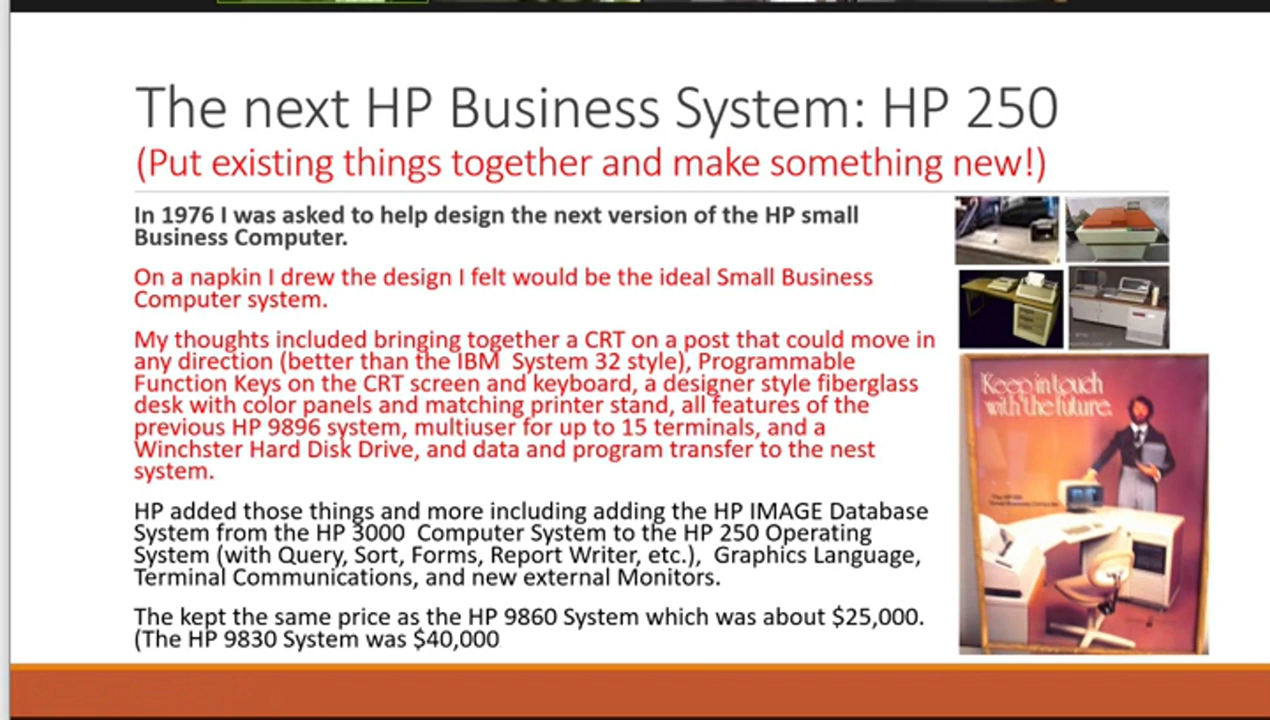 The next HP Business System: HP 250
(Put existing things together and make something new!)
In 1976 I was asked to help design the next version of the HP small
Business Computer.
On a napkin I drew the design I felt would be the ideal Small Business
Computer system.
My thoughts included bringing together a CRT on a post that could move in
any direction (better than the IBM System 32 style), Programmable
Function Keys on the CRT screen and keyboard, a designer style fiberglass
desk with color panels and matching printer stand, all features of the
previous HP 9896 system, multiuser for up to 15 terminals, and a
Winchster Hard Disk Drive, and data and program transfer to the nest
system.
HP added those things and more including adding the HP IMAGE Database
System from the HP 3000 Computer System to the HP 250 Operating
System (with Query, Sort, Forms, Report Writer, etc.), Graphics Language,
Terminal Communications, and new external Monitors.
The kept the same price as the HP 9860 System which was about $25,000.
(The HP 9830 System was $40,000
Keep in touch
with the future.